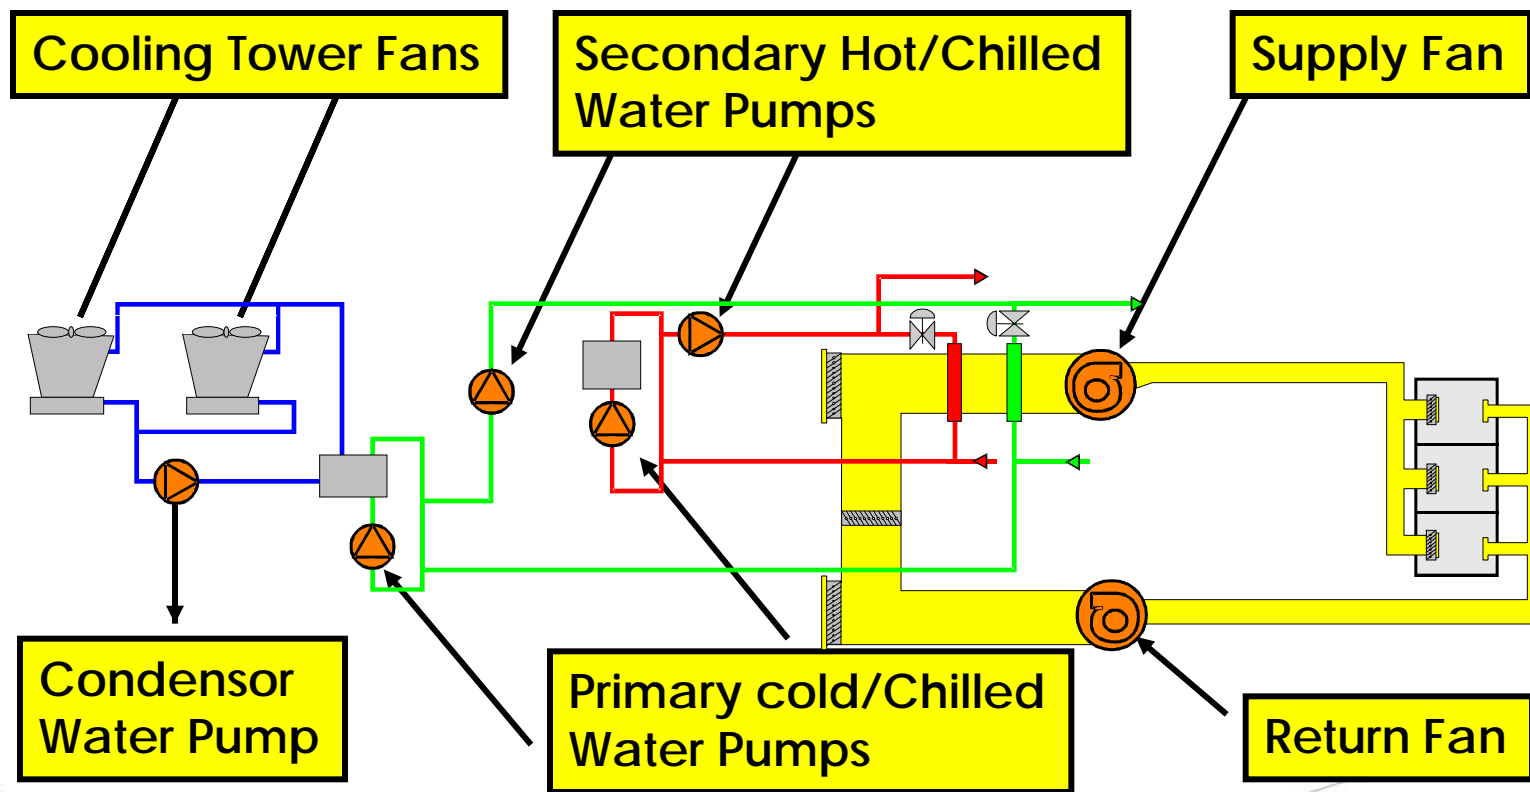 Cooling Tower Fans
Secondary Hot/Chilled
Water Pumps
Supply Fan
Condensor
Water Pump
Primary cold/Chilled
Water Pumps
Return Fan